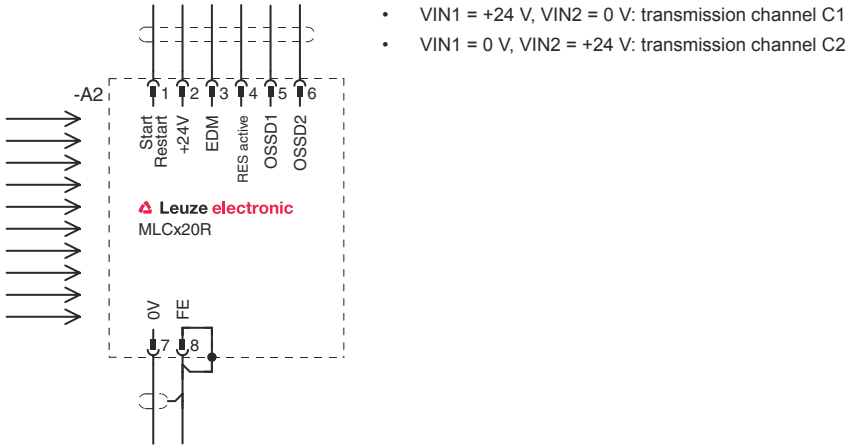 • VIN1 = +24 V, VIN2 = 0 V: transmission channel C1
• VIN1 = 0 V, VIN2 = +24 V: transmission channel C2
-A2
1 2 3 4 5 6
Start
Restart
+24V
EDM
RES active
OSSD1
OSSD2
Leuze electronic
MLCx20R
0V
FE
7 8